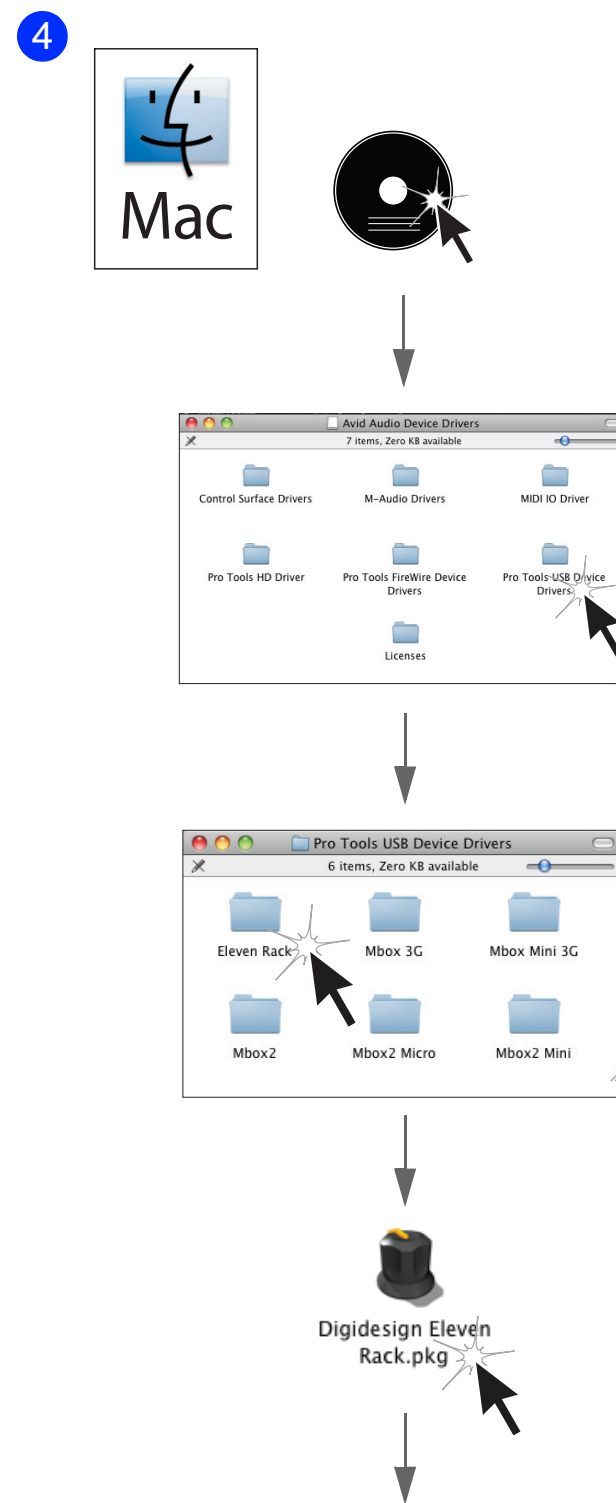 4
Mac
Avid Audio Device Drivers
7 items, Zero KB available
Control Surface Drivers
M-Audio Drivers
MIDI IO Driver
Pro Tools HD Driver
Pro Tools FireWire Device
Drivers
Pro Tools USB Device
Drivers
Licenses
Pro Tools USB Device Drivers
6 items, Zero KB available
Eleven Rack
Mbox 3G
Mbox Mini 3G
Mbox2
Mbox2 Micro
Mbox2 Mini
Digidesign Eleven
Rack.pkg